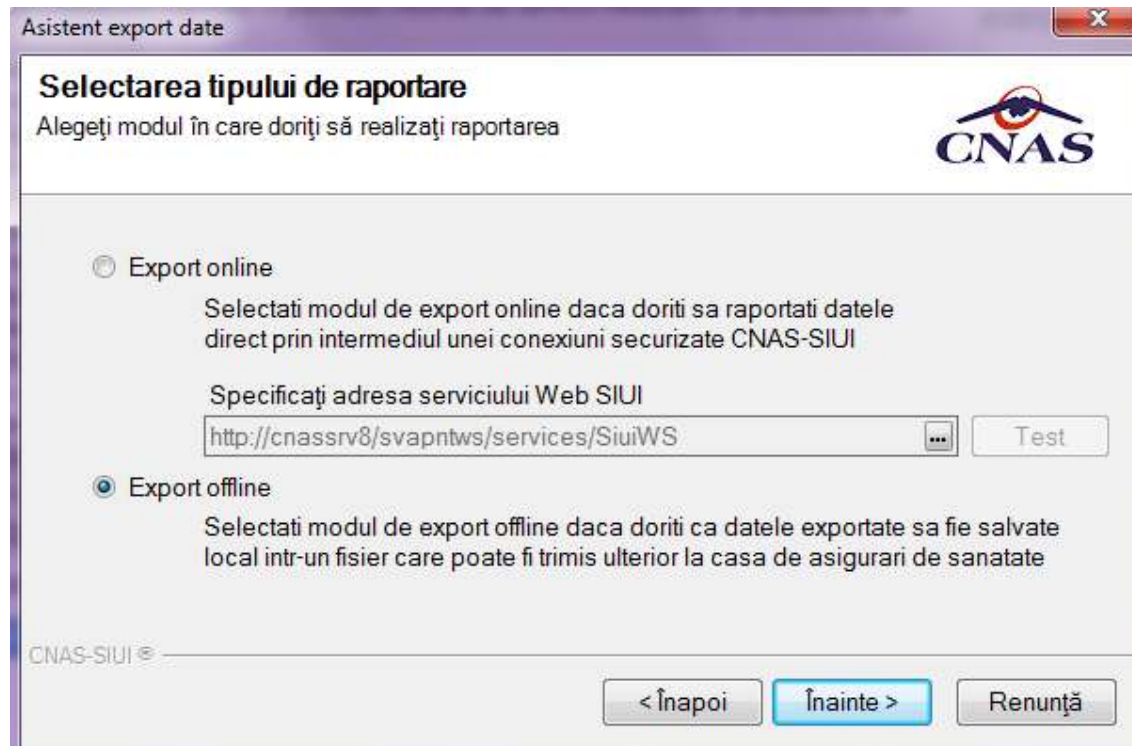 Asistent export date
Selectarea tipului de raportare
Alegeţi modul în care doriţi să realizaţi raportarea
CNAS
Export online
Selectati modul de export online daca doriti sa raportati datele
direct prin intermediul unei conexiuni securizate CNAS-SIUI
Specificaţi adresa serviciului Web SIUI
http://cnassrv8/svapntws/services/SiuiWS
...
Test
Export offline
Selectati modul de export offline daca doriti ca datele exportate sa fie salvate
local intr-un fisier care poate fi trimis ulterior la casa de asigurari de sanatate
CNAS-SIUI ®
< Înapoi
Înainte >
Renunţă